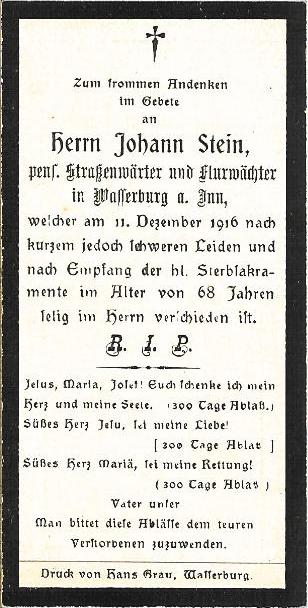 Zum frommen Andenken
im Gebete
an
Herrn Johann Stein,
pens. Straßenwärter und Flurwächter
in Wasserburg a. Inn,
welcher am 11. Dezember 1916 nach
kurzem jedoch schweren Leiden und
nach Empfang der hl. Sterbsakra-
mente im Alter von 68 Jahren
selig im Herrn verschieden ist.
R. I. P.
Jesus, Maria, Josef! Euch schenke ich mein
Herz und meine Seele. (300 Tage Ablaß.)
Süßes Herz Jesu, sei meine Liebe!
[ 300 Tage Ablaß ]
Süßes Herz Mariä, sei meine Rettung!
( 300 Tage Ablaß )
Vater unser
Man bittet diese Ablässe dem teuren
Verstorbenen zuzuwenden.
Druck von Hans Grau, Wasserburg.